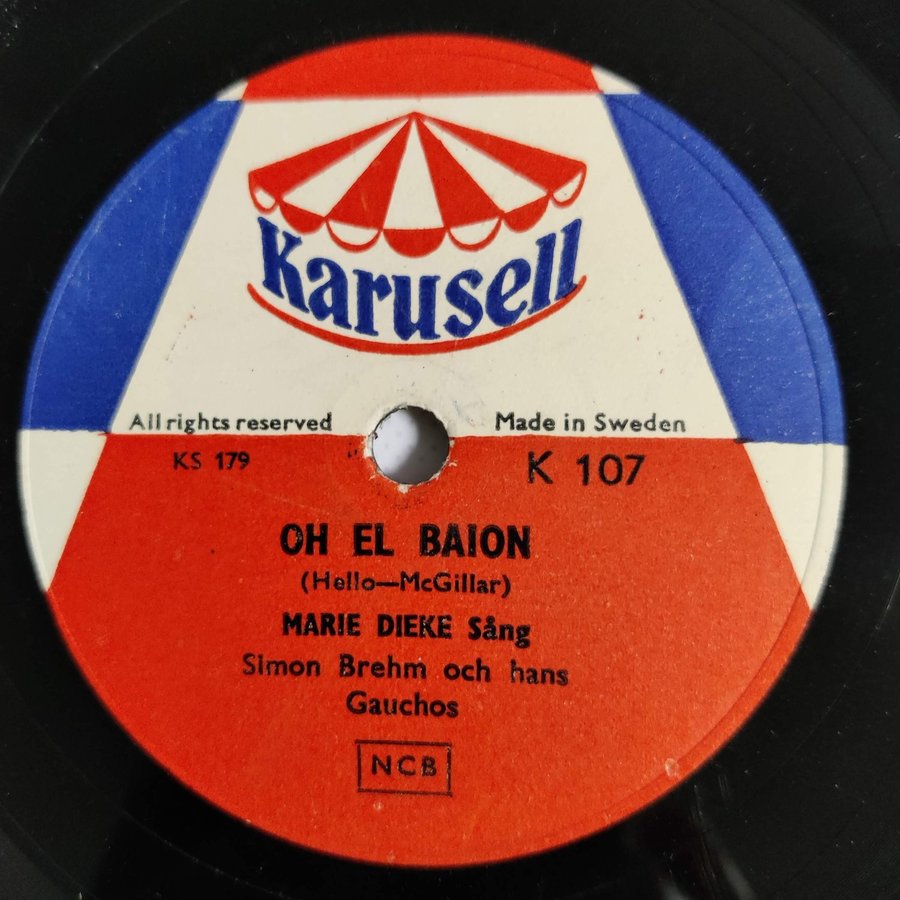 Karusell
All rights reserved
Made in Sweden
KS 179
K 107
OH EL BAION
(Hello—McGillar)
MARIE DIEKE Sång
Simon Brehm och hans
Gauchos
NCB